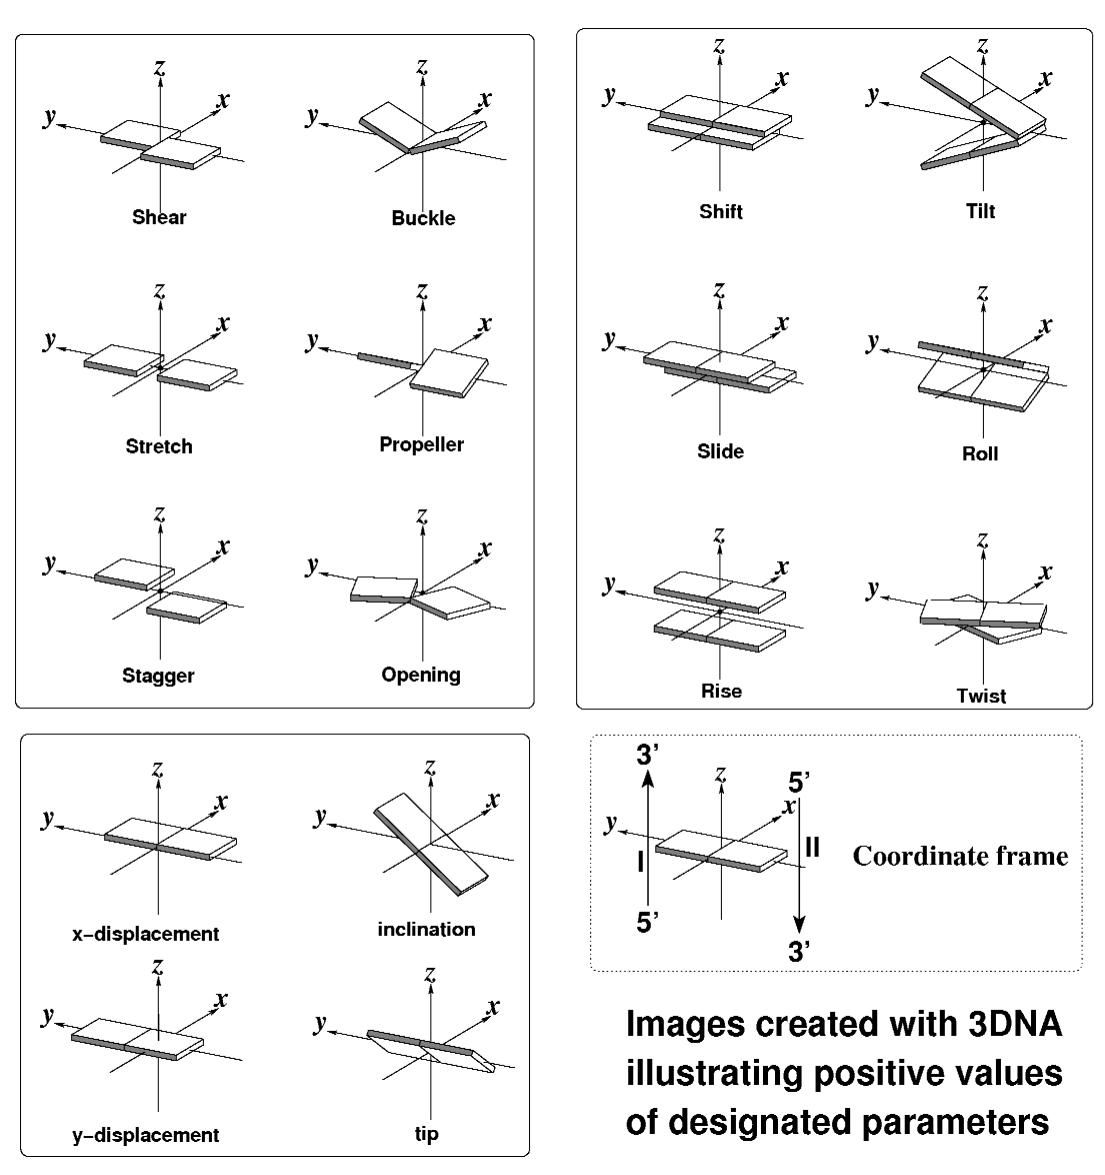 z
x
y
Shear
z
x
y
Buckle
z
x
y
Stretch
z
x
y
Propeller
z
x
y
Stagger
z
x
y
Opening
z
x
y
Shift
z
x
y
Tilt
z
x
y
Slide
z
x
y
Roll
z
x
y
Rise
z
x
y
Twist
z
x
y
x-displacement
z
x
y
inclination
z
x
y
y-displacement
z
x
y
tip
3'
I
5'
z
x
y
5'
II
3'
Coordinate frame
Images created with 3DNA
illustrating positive values
of designated parameters